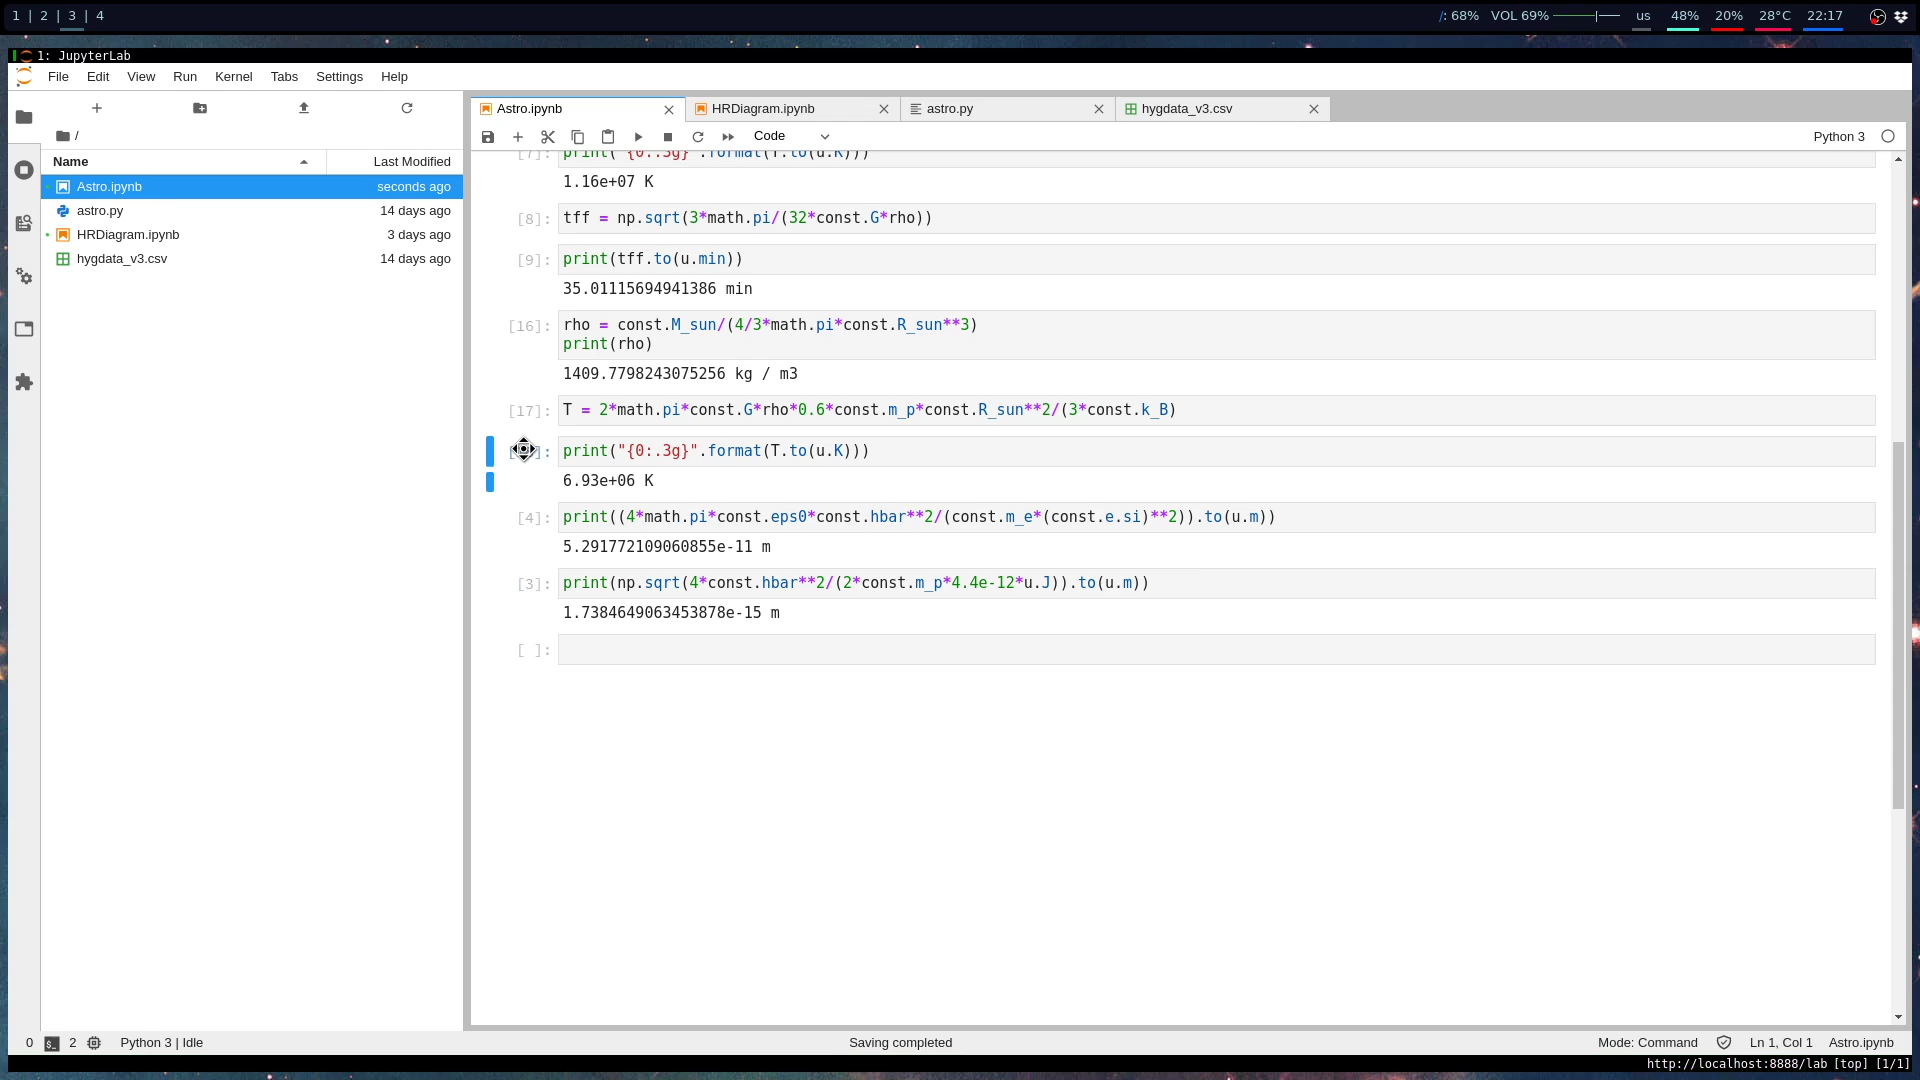 1 | 2 | 3 | 4
/: 68% VOL 69% us 48% 20% 28°C 22:17
1: JupyterLab
File Edit View Run Kernel Tabs Settings Help
/
Name Last Modified
Astro.ipynb seconds ago
astro.py 14 days ago
HRDiagram.ipynb 3 days ago
hygdata_v3.csv 14 days ago
Astro.ipynb HRDiagram.ipynb astro.py hygdata_v3.csv
Code Python 3
[7]: print("{0:.3g}".format(T.to(u.K)))
1.16e+07 K
[8]: tff = np.sqrt(3*math.pi/(32*const.G*rho))
[9]: print(tff.to(u.min))
35.01115694941386 min
[16]: rho = const.M_sun/(4/3*math.pi*const.R_sun**3)
print(rho)
1409.7798243075256 kg / m3
[17]: T = 2*math.pi*const.G*rho*0.6*const.m_p*const.R_sun**2/(3*const.k_B)
print("{0:.3g}".format(T.to(u.K)))
6.93e+06 K
[4]: print((4*math.pi*const.eps0*const.hbar**2/(const.m_e*(const.e.si)**2)).to(u.m))
5.291772109060855e-11 m
[3]: print(np.sqrt(4*const.hbar**2/(2*const.m_p*4.4e-12*u.J)).to(u.m))
1.7384649063453878e-15 m
[ ]:
0 $_ 2 Python 3 | Idle Saving completed Mode: Command Ln 1, Col 1 Astro.ipynb
http://localhost:8888/lab [top] [1/1]